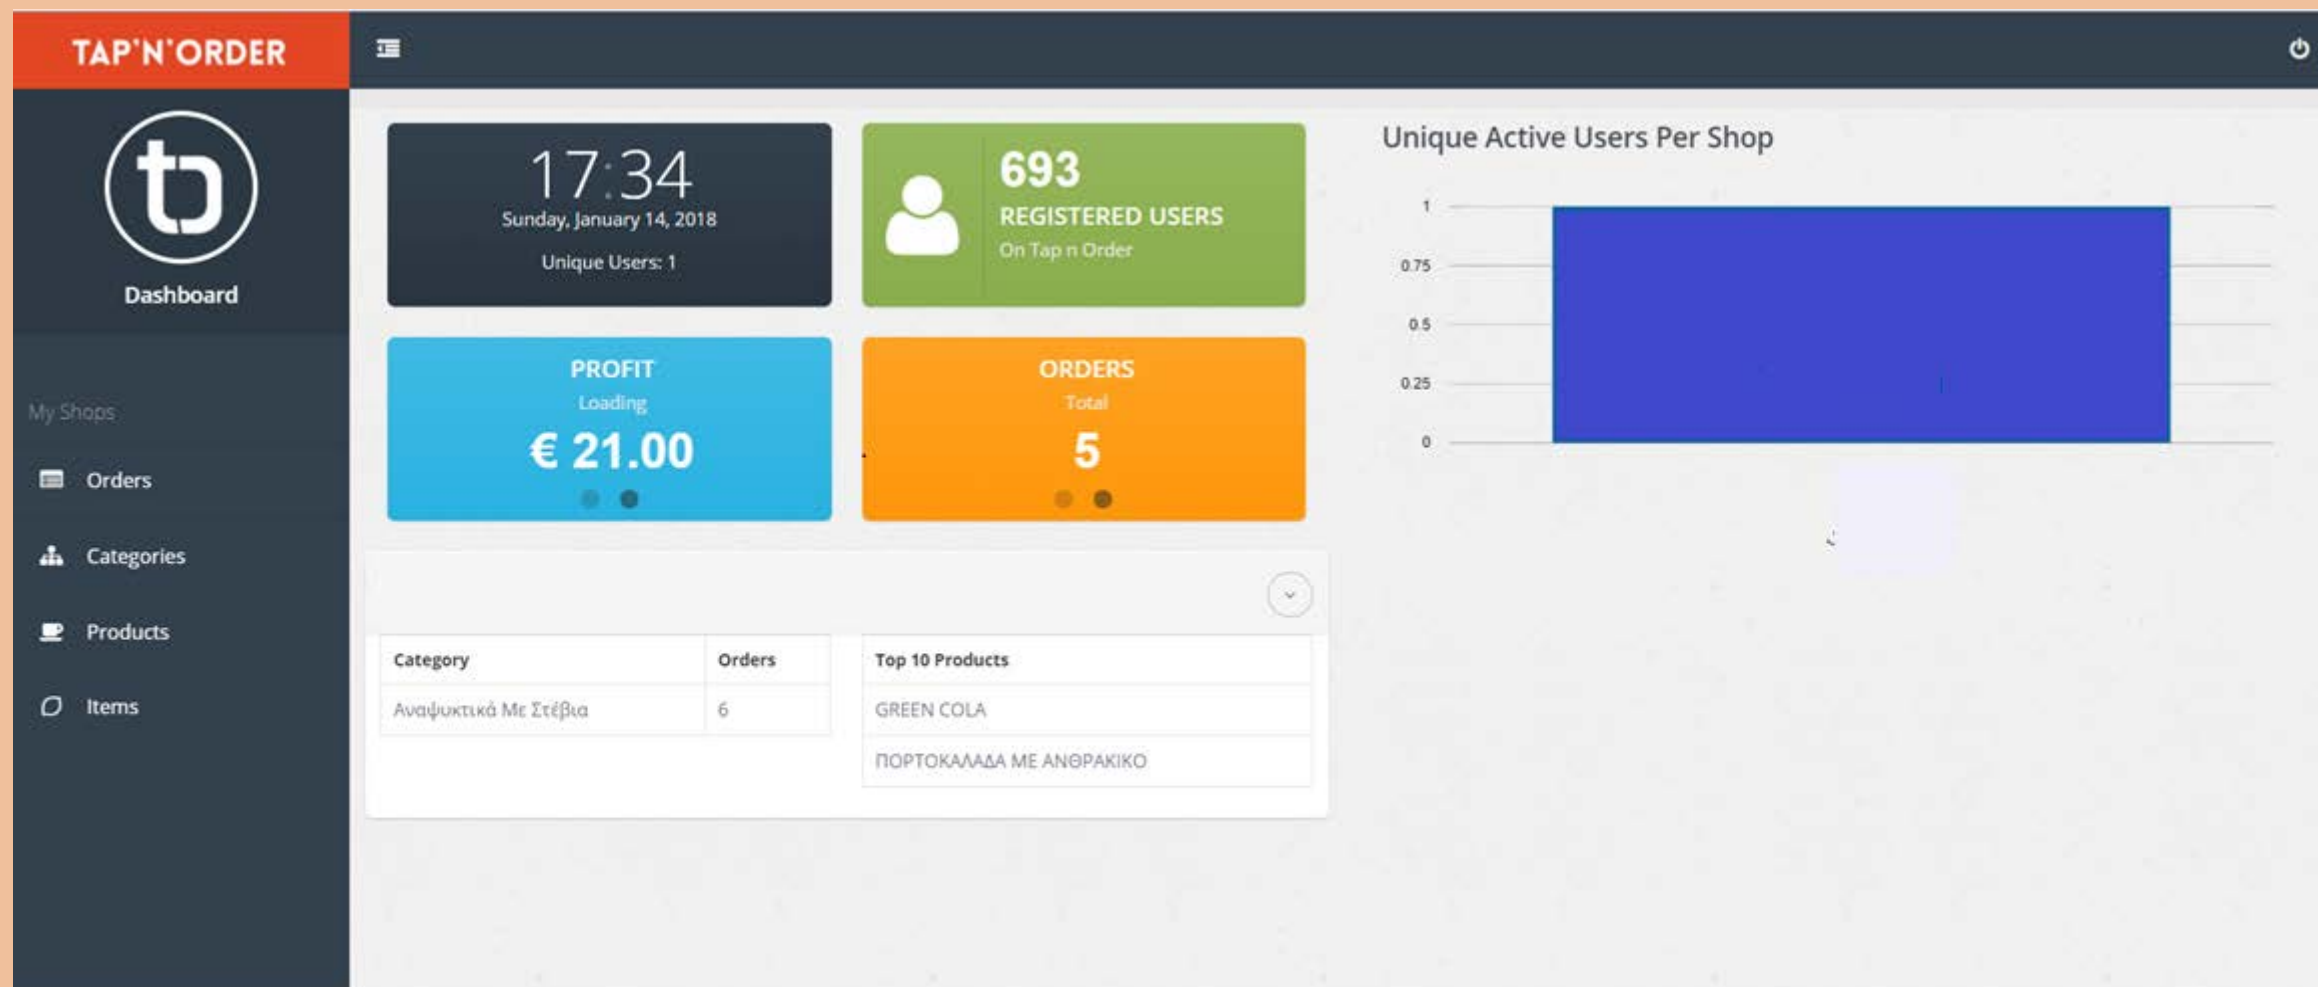 TAP'N'ORDER
Dashboard
My Shops
Orders
Categories
Products
Items
17:34
Sunday, January 14, 2018
Unique Users: 1
693
REGISTERED USERS
On Tap n Order
PROFIT
Loading
€ 21.00
ORDERS
Total
5
Category Orders
Αναψυκτικά Με Στέβια 6
Top 10 Products
GREEN COLA
ΠΟΡΤΟΚΑΛΑΔΑ ΜΕ ΑΝΘΡΑΚΙΚΟ
Unique Active Users Per Shop
1
0.75
0.5
0.25
0